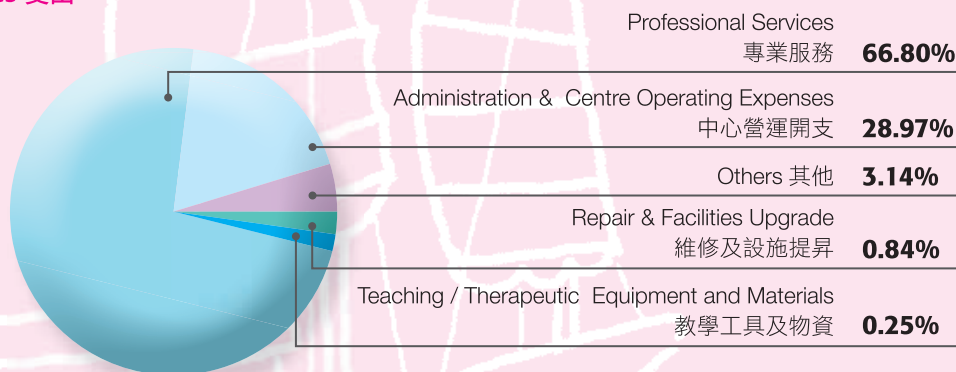 支出
Professional Services
專業服務 66.80%
Administration & Centre Operating Expenses
中心營運開支 28.97%
Others 其他 3.14%
Repair & Facilities Upgrade
維修及設施提昇 0.84%
Teaching / Therapeutic Equipment and Materials
教學工具及物資 0.25%